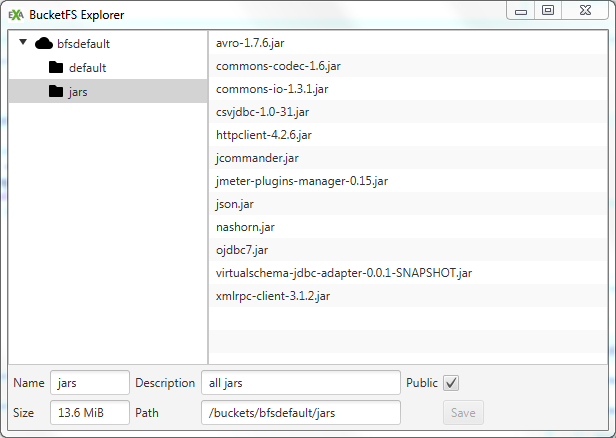 EXA BucketFS Explorer
bfsdefault
default
jars
avro-1.7.6.jar
commons-codec-1.6.jar
commons-io-1.3.1.jar
csvjdbc-1.0-31.jar
httpclient-4.2.6.jar
jcommander.jar
jmeter-plugins-manager-0.15.jar
json.jar
nashorn.jar
ojdbc7.jar
virtualschema-jdbc-adapter-0.0.1-SNAPSHOT.jar
xmlrpc-client-3.1.2.jar
Name jars Description all jars Public
Size 13.6 MiB Path /buckets/bfsdefault/jars Save